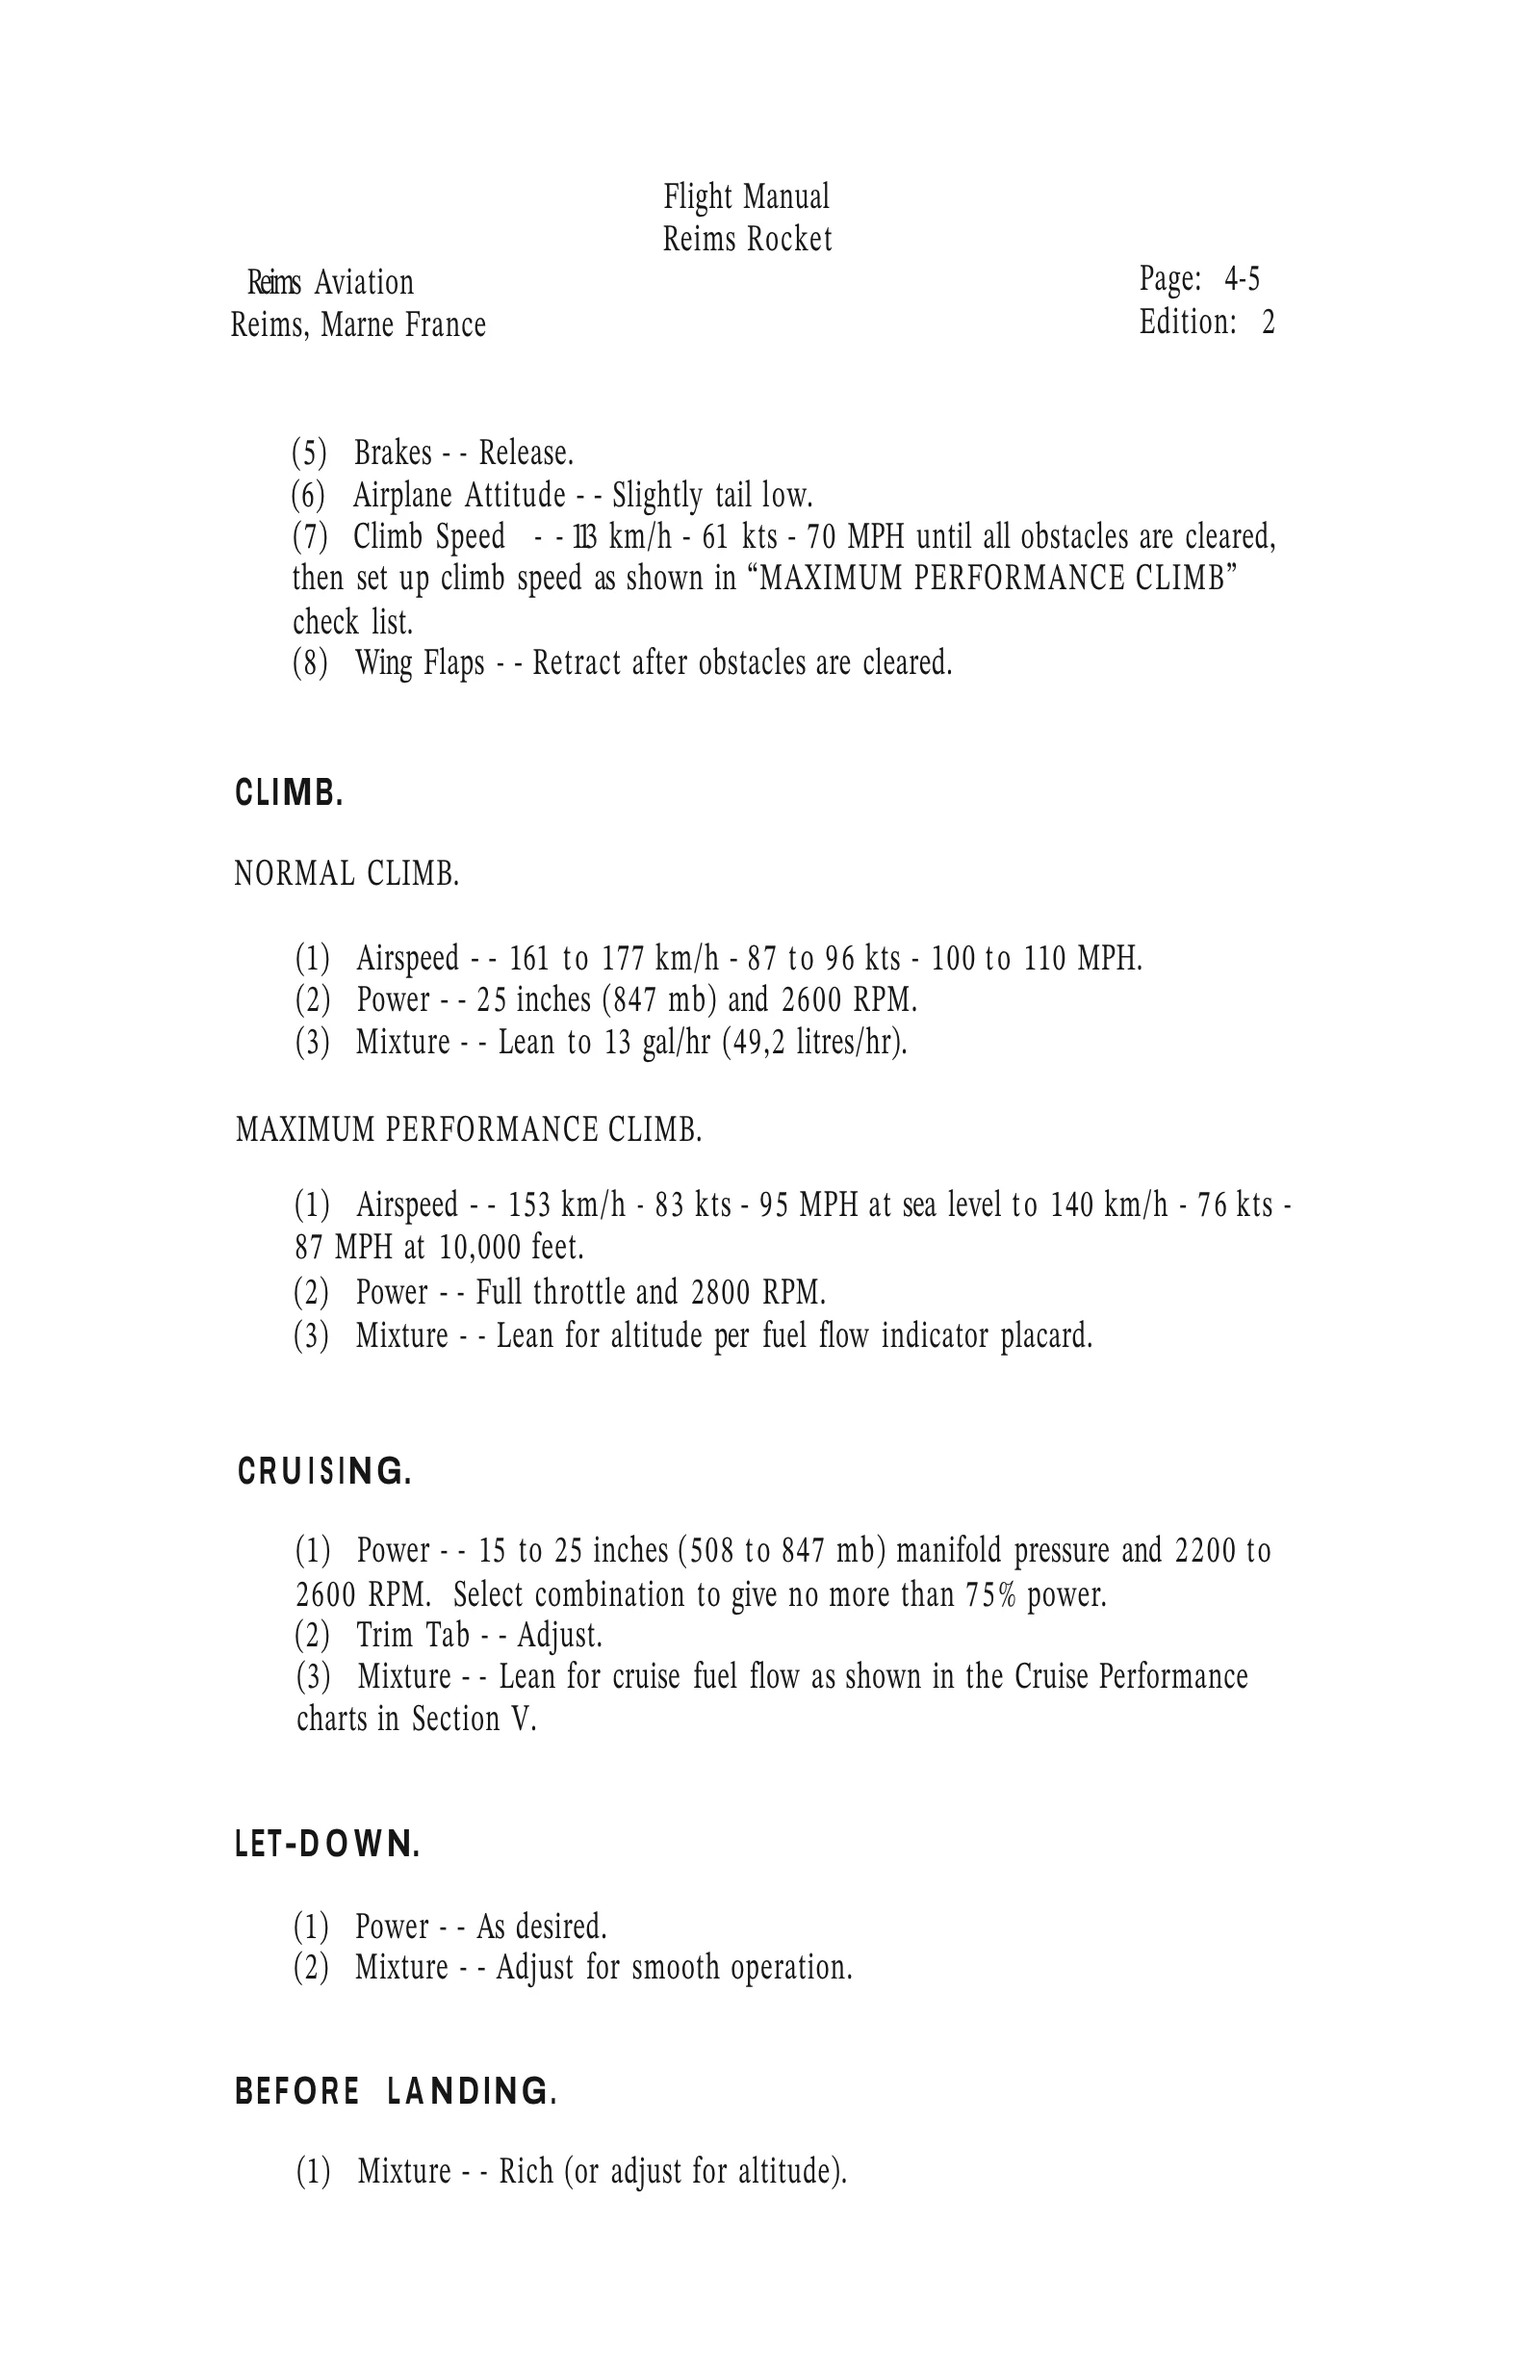 Flight Manual
Reims Rocket
Reims Aviation
Reims, Marne France
Page: 4-5
Edition: 2
(5) Brakes - - Release.
(6) Airplane Attitude - - Slightly tail low.
(7) Climb Speed - - 113 km/h - 61 kts - 70 MPH until all obstacles are cleared,
then set up climb speed as shown in “MAXIMUM PERFORMANCE CLIMB”
check list.
(8) Wing Flaps - - Retract after obstacles are cleared.
CLIMB.
NORMAL CLIMB.
(1) Airspeed - - 161 to 177 km/h - 87 to 96 kts - 100 to 110 MPH.
(2) Power - - 25 inches (847 mb) and 2600 RPM.
(3) Mixture - - Lean to 13 gal/hr (49,2 litres/hr).
MAXIMUM PERFORMANCE CLIMB.
(1) Airspeed - - 153 km/h - 83 kts - 95 MPH at sea level to 140 km/h - 76 kts -
87 MPH at 10,000 feet.
(2) Power - - Full throttle and 2800 RPM.
(3) Mixture - - Lean for altitude per fuel flow indicator placard.
CRUISING.
(1) Power - - 15 to 25 inches (508 to 847 mb) manifold pressure and 2200 to
2600 RPM. Select combination to give no more than 75% power.
(2) Trim Tab - - Adjust.
(3) Mixture - - Lean for cruise fuel flow as shown in the Cruise Performance
charts in Section V.
LET-DOWN.
(1) Power - - As desired.
(2) Mixture - - Adjust for smooth operation.
BEFORE LANDING.
(1) Mixture - - Rich (or adjust for altitude).